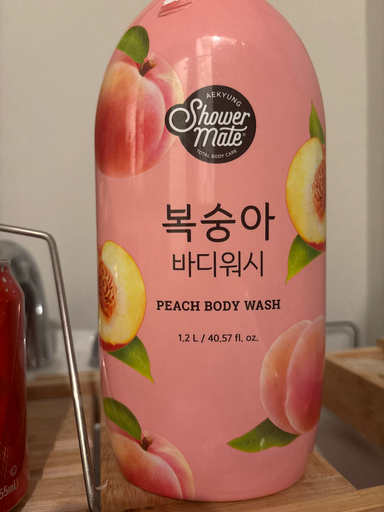 AEKYUNG
Shower
mate
TOTAL BODY CARE
복숭아
바디워시
PEACH BODY WASH
1.2 L / 40.57 fl. oz.
55mL)